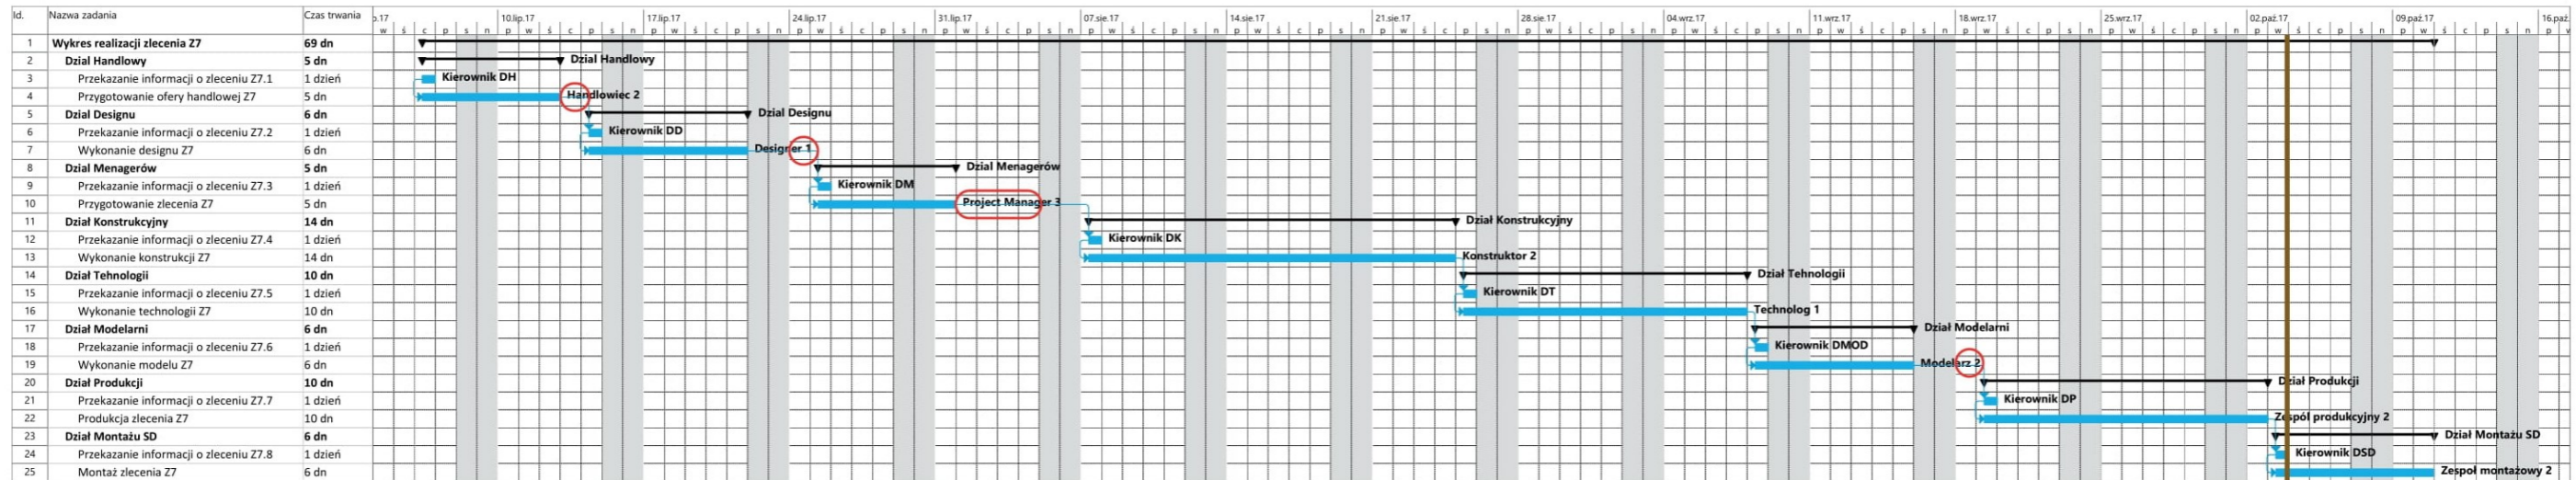 Id. Nazwa zadania Czas trwania
.17 10.lip.17 17.lip.17 24.lip.17 31.lip.17 07.sie.17 14.sie.17 21.sie.17 28.sie.17 04.wrz.17 11.wrz.17 18.wrz.17 25.wrz.17 02.paź.17 09.paź.17 16.paź.
w ś c p s n p w ś c p s n p w ś c p s n p w ś c p s n p w ś c p s n p w ś c p s n p w ś c p s n p w ś c p s n p w ś c p s n p w ś c p s n p w ś c p s n p w ś c p s n p w ś c p s n p w ś c p s n p w ś c p s n p w
1 Wykres realizacji zlecenia Z7 69 dn
2 Dzial Handlowy 5 dn Dzial Handlowy
3 Przekazanie informacji o zleceniu Z7.1 1 dzień Kierownik DH
4 Przygotowanie ofery handlowej Z7 5 dn Handlowiec 2
5 Dzial Designu 6 dn Dzial Designu
6 Przekazanie informacji o zleceniu Z7.2 1 dzień Kierownik DD
7 Wykonanie designu Z7 6 dn Designer 1
8 Dzial Menagerów 5 dn Dzial Menagerów
9 Przekazanie informacji o zleceniu Z7.3 1 dzień Kierownik DM
10 Przygotowanie zlecenia Z7 5 dn Project Manager 3
11 Dział Konstrukcyjny 14 dn Dział Konstrukcyjny
12 Przekazanie informacji o zleceniu Z7.4 1 dzień Kierownik DK
13 Wykonanie konstrukcji Z7 14 dn Konstruktor 2
14 Dział Tehnologii 10 dn Dział Tehnologii
15 Przekazanie informacji o zleceniu Z7.5 1 dzień Kierownik DT
16 Wykonanie technologii Z7 10 dn Technolog 1
17 Dział Modelarni 6 dn Dział Modelarni
18 Przekazanie informacji o zleceniu Z7.6 1 dzień Kierownik DMOD
19 Wykonanie modelu Z7 6 dn Modelarz 2
20 Dział Produkcji 10 dn Dział Produkcji
21 Przekazanie informacji o zleceniu Z7.7 1 dzień Kierownik DP
22 Produkcja zlecenia Z7 10 dn Zespól produkcyjny 2
23 Dział Montażu SD 6 dn Dział Montażu SD
24 Przekazanie informacji o zleceniu Z7.8 1 dzień Kierownik DSD
25 Montaż zlecenia Z7 6 dn Zespoł montażowy 2